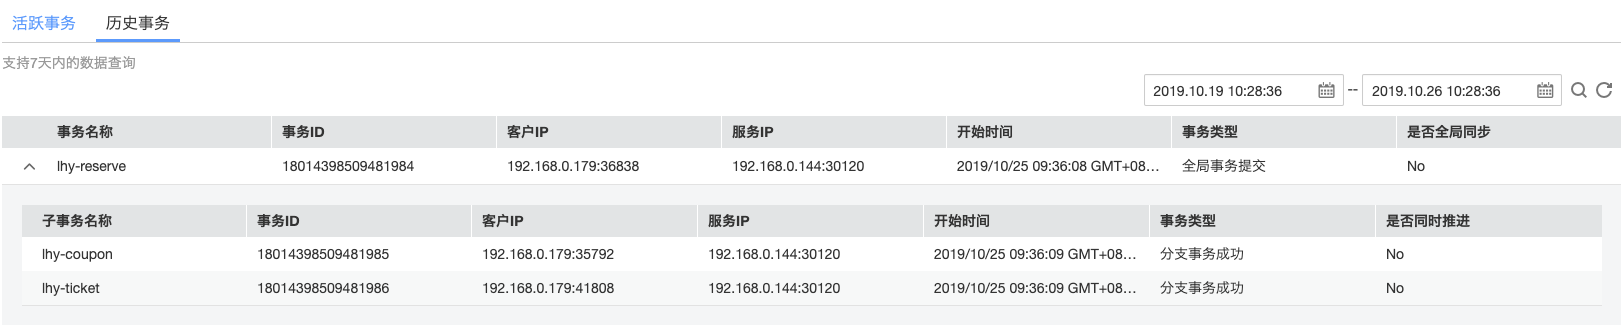 活跃事务 历史事务
支持7天内的数据查询
2019.10.19 10:28:36 -- 2019.10.26 10:28:36
事务名称 事务ID 客户IP 服务IP 开始时间 事务类型 是否全局同步
lhy-reserve 18014398509481984 192.168.0.179:36838 192.168.0.144:30120 2019/10/25 09:36:08 GMT+08... 全局事务提交 No
子事务名称 事务ID 客户IP 服务IP 开始时间 事务类型 是否同时推进
lhy-coupon 18014398509481985 192.168.0.179:35792 192.168.0.144:30120 2019/10/25 09:36:09 GMT+08... 分支事务成功 No
lhy-ticket 18014398509481986 192.168.0.179:41808 192.168.0.144:30120 2019/10/25 09:36:09 GMT+08... 分支事务成功 No